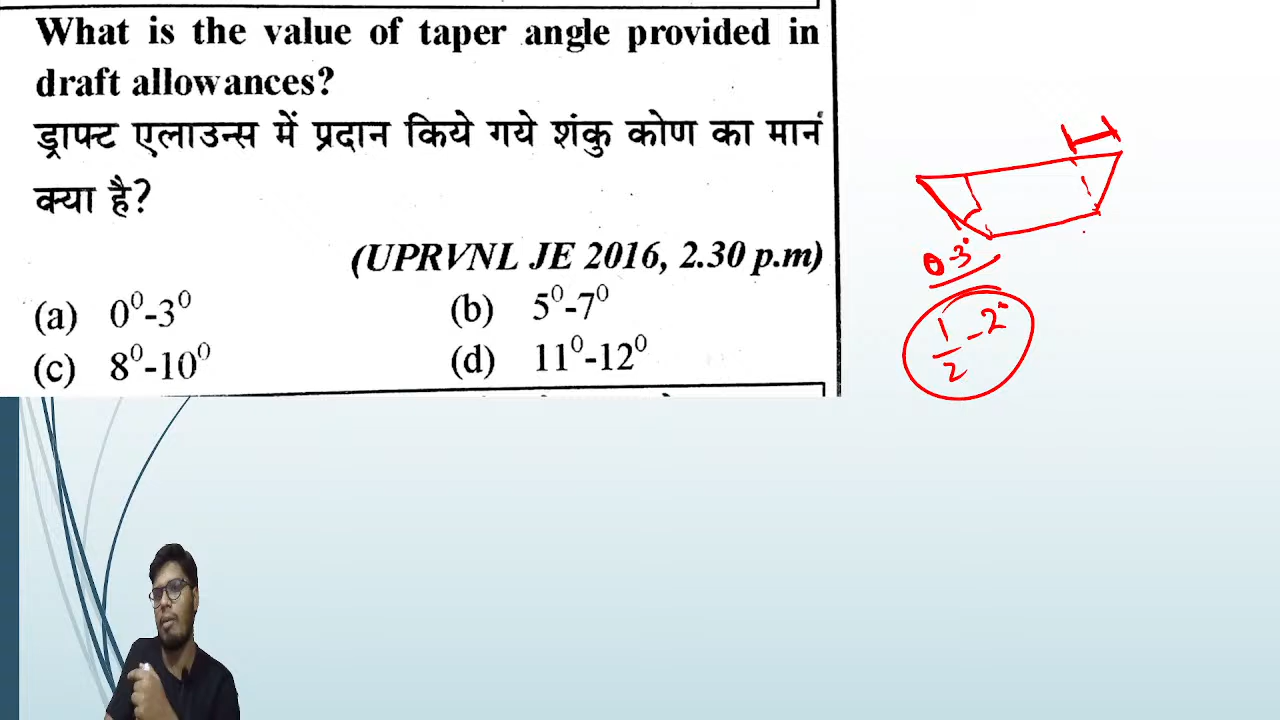 What is the value of taper angle provided in
draft allowances?
ड्राफ्ट एलाउन्स में प्रदान किये गये शंकु कोण का मान
क्या है?
(UPRVNL JE 2016, 2.30 p.m)
(a) 0⁰-3⁰ (b) 5⁰-7⁰
(c) 8⁰-10⁰ (d) 11⁰-12⁰
0-3°
1/2-2°